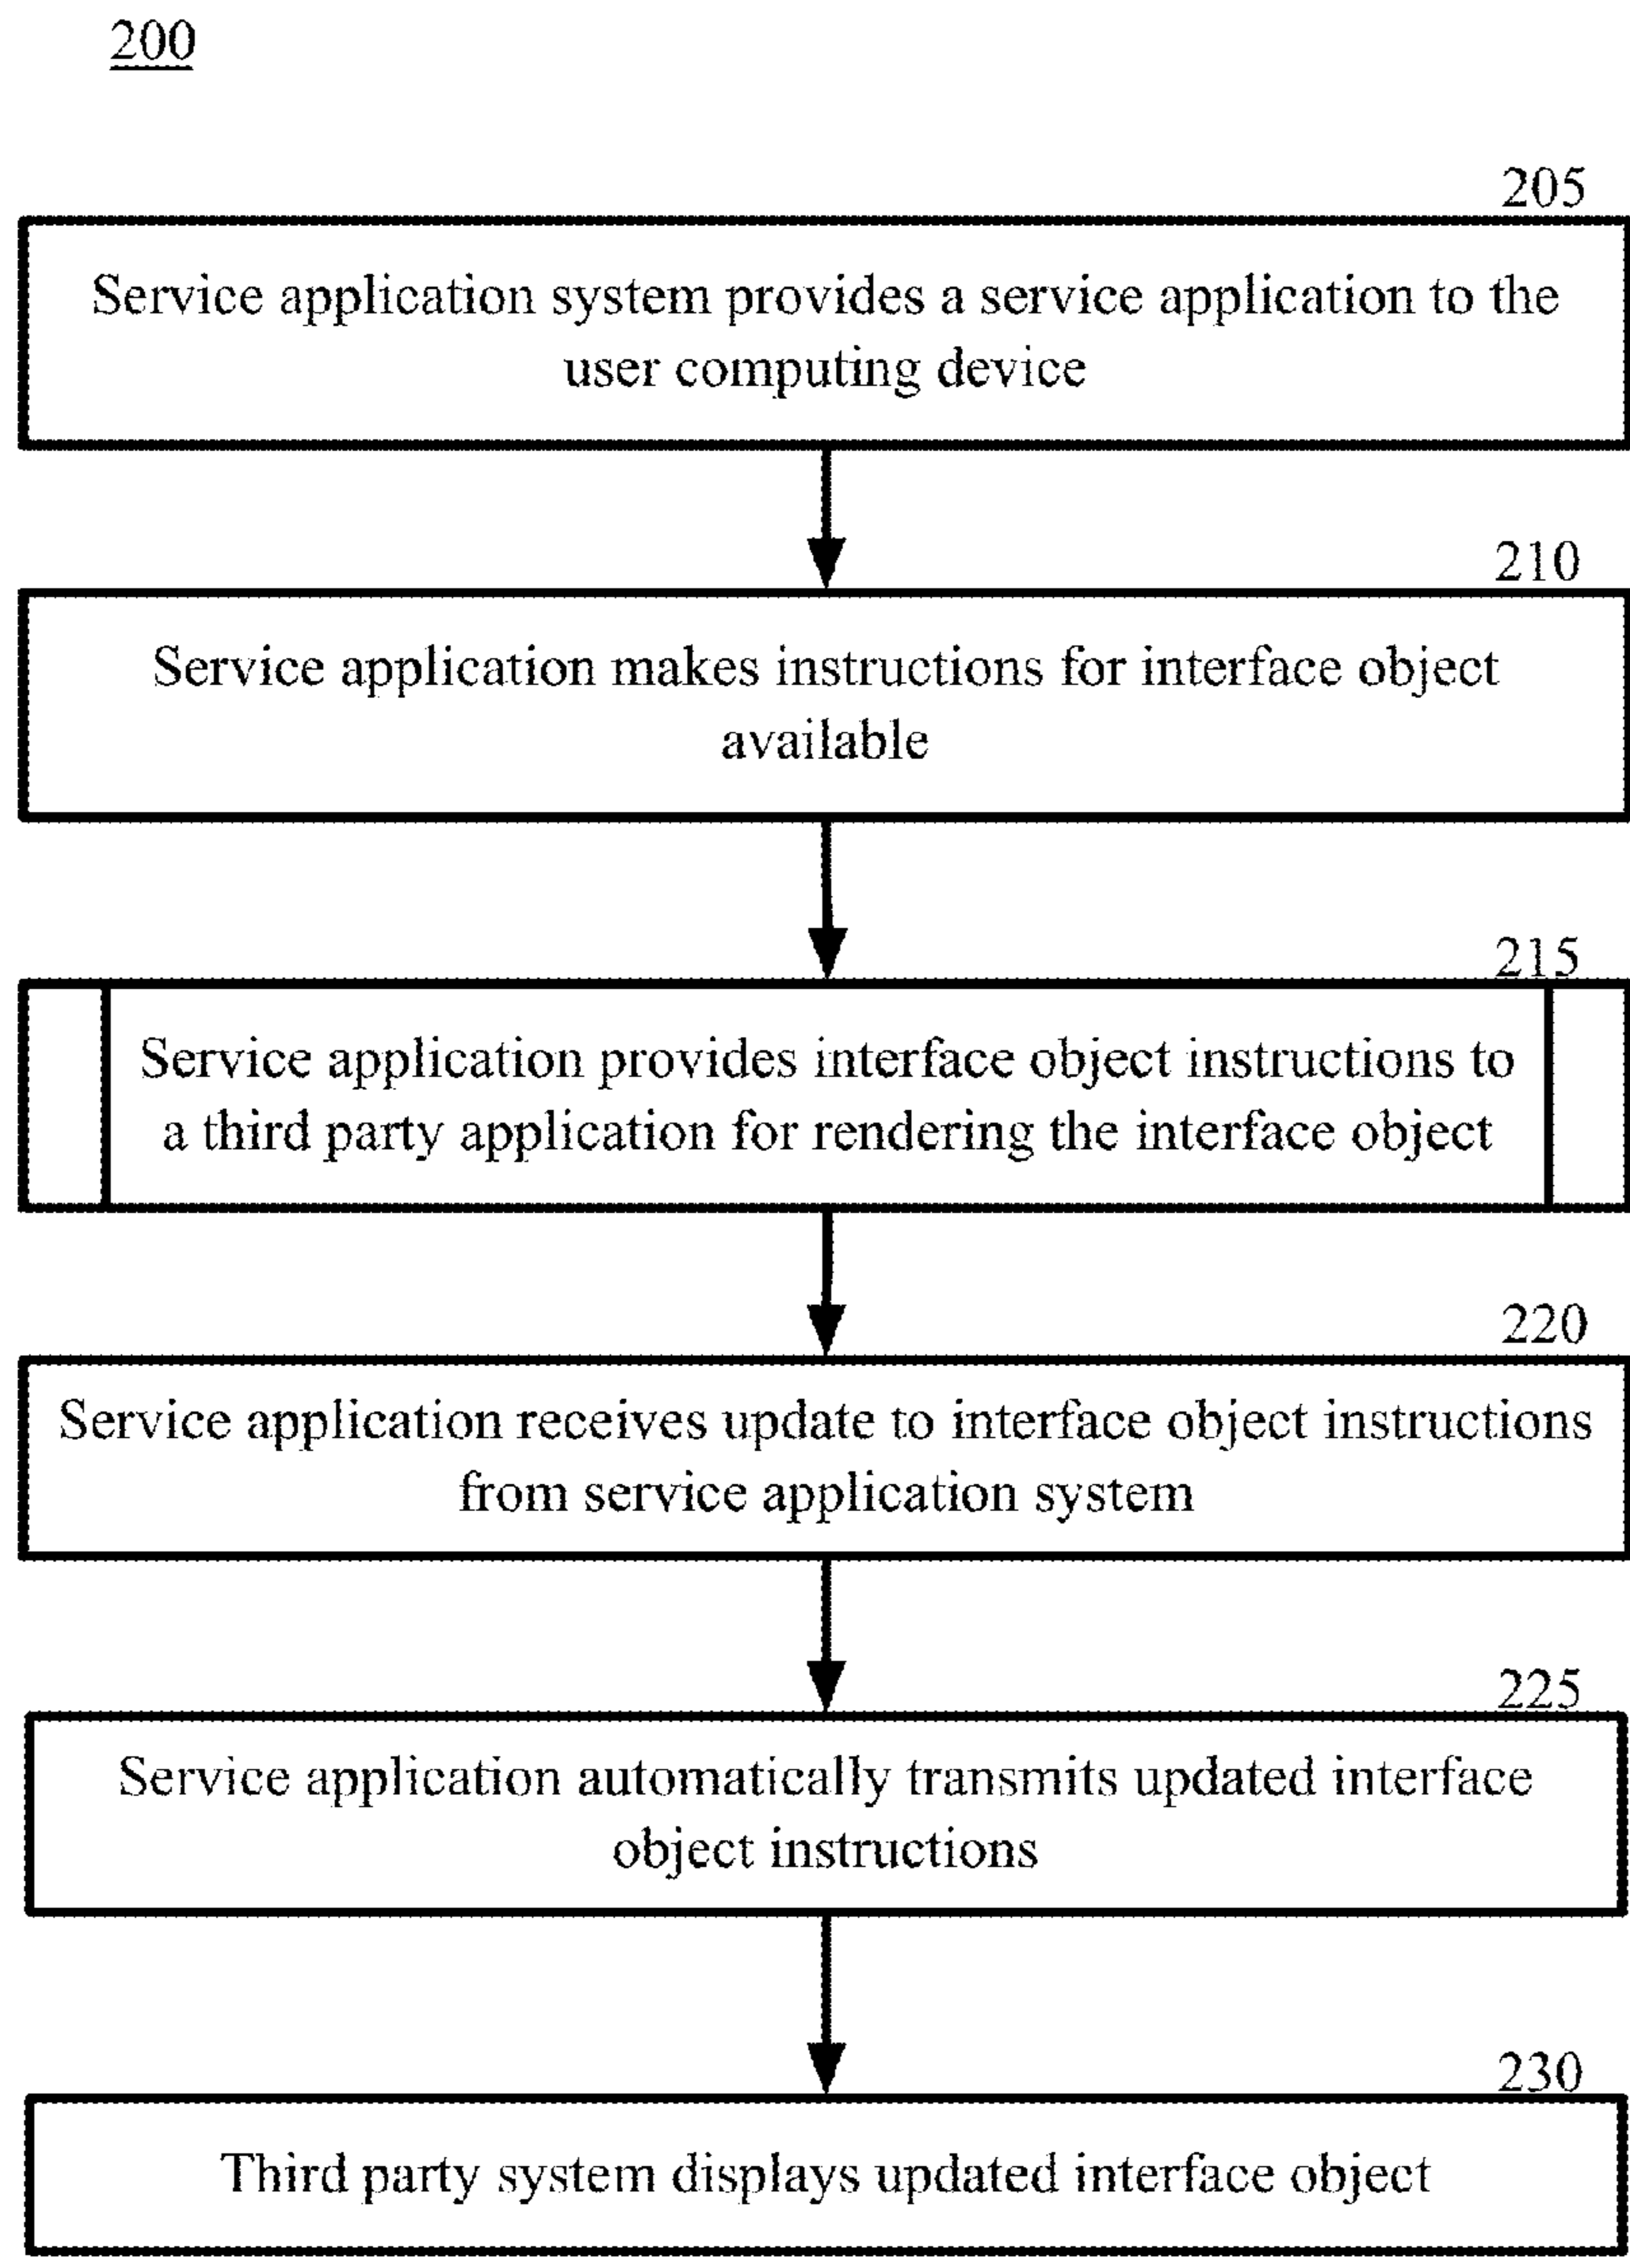 200
205
Service application system provides a service application to the
user computing device
210
Service application makes instructions for interface object
available
215
Service application provides interface object instructions to
a third party application for rendering the interface object
220
Service application receives update to interface object instructions
from service application system
225
Service application automatically transmits updated interface
object instructions
230
Third party system displays updated interface object